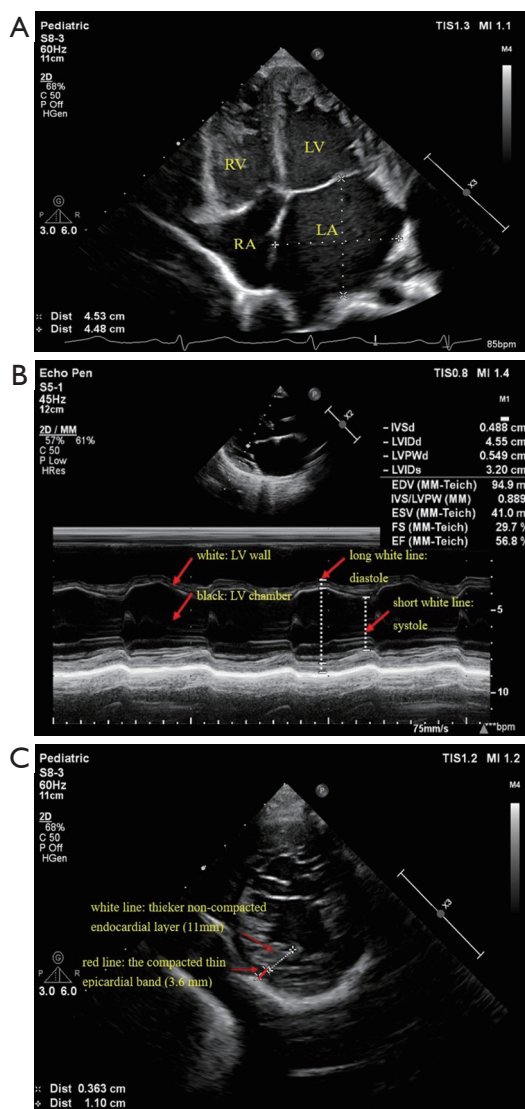 A
Pediatric
S8-3
60Hz
11cm
2D
68%
C 50
P Off
HGen
TIS1.3 MI 1.1
M4
P
X3
RV
LV
RA
LA
G
P R
3.0 6.0
Dist 4.53 cm
Dist 4.48 cm
85bpm
B
Echo Pen
S5-1
45Hz
12cm
2D / MM
57% 61%
C 50
P Low
HRes
TIS0.8 MI 1.4
M1
P
X2
IVSd 0.488 cm
LVIDd 4.55 cm
LVPWd 0.549 cm
LVIDs 3.20 cm
EDV (MM-Teich) 94.9 m
IVS/LVPW (MM) 0.889
ESV (MM-Teich) 41.0 m
FS (MM-Teich) 29.7 %
EF (MM-Teich) 56.8 %
white: LV wall
black: LV chamber
long white line:
diastole
short white line:
systole
-5
-10
75mm/s
***bpm
C
Pediatric
S8-3
60Hz
11cm
2D
68%
C 50
P Off
HGen
TIS1.2 MI 1.2
M4
P
X3
white line: thicker non-compacted
endocardial layer (11mm)
red line: the compacted thin
epicardial band (3.6 mm)
G
P R
3.0 6.0
Dist 0.363 cm
Dist 1.10 cm